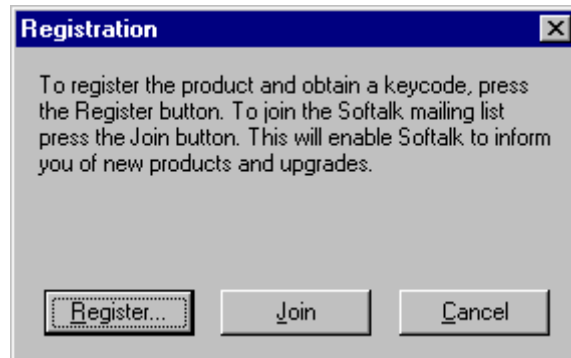 Registration
To register the product and obtain a keycode, press
the Register button. To join the Softalk mailing list
press the Join button. This will enable Softalk to inform
you of new products and upgrades.
Register... Join Cancel